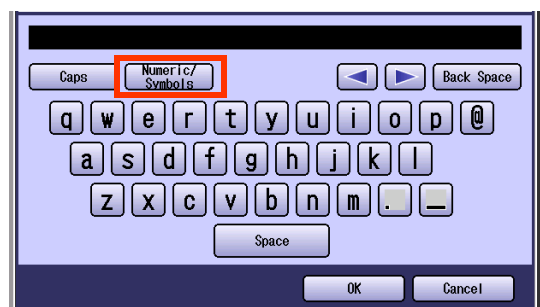 Caps Numeric/ Back Space
Symbols
q w e r t y u i o p @
a s d f g h j k l
z x c v b n m . _
Space
OK Cancel